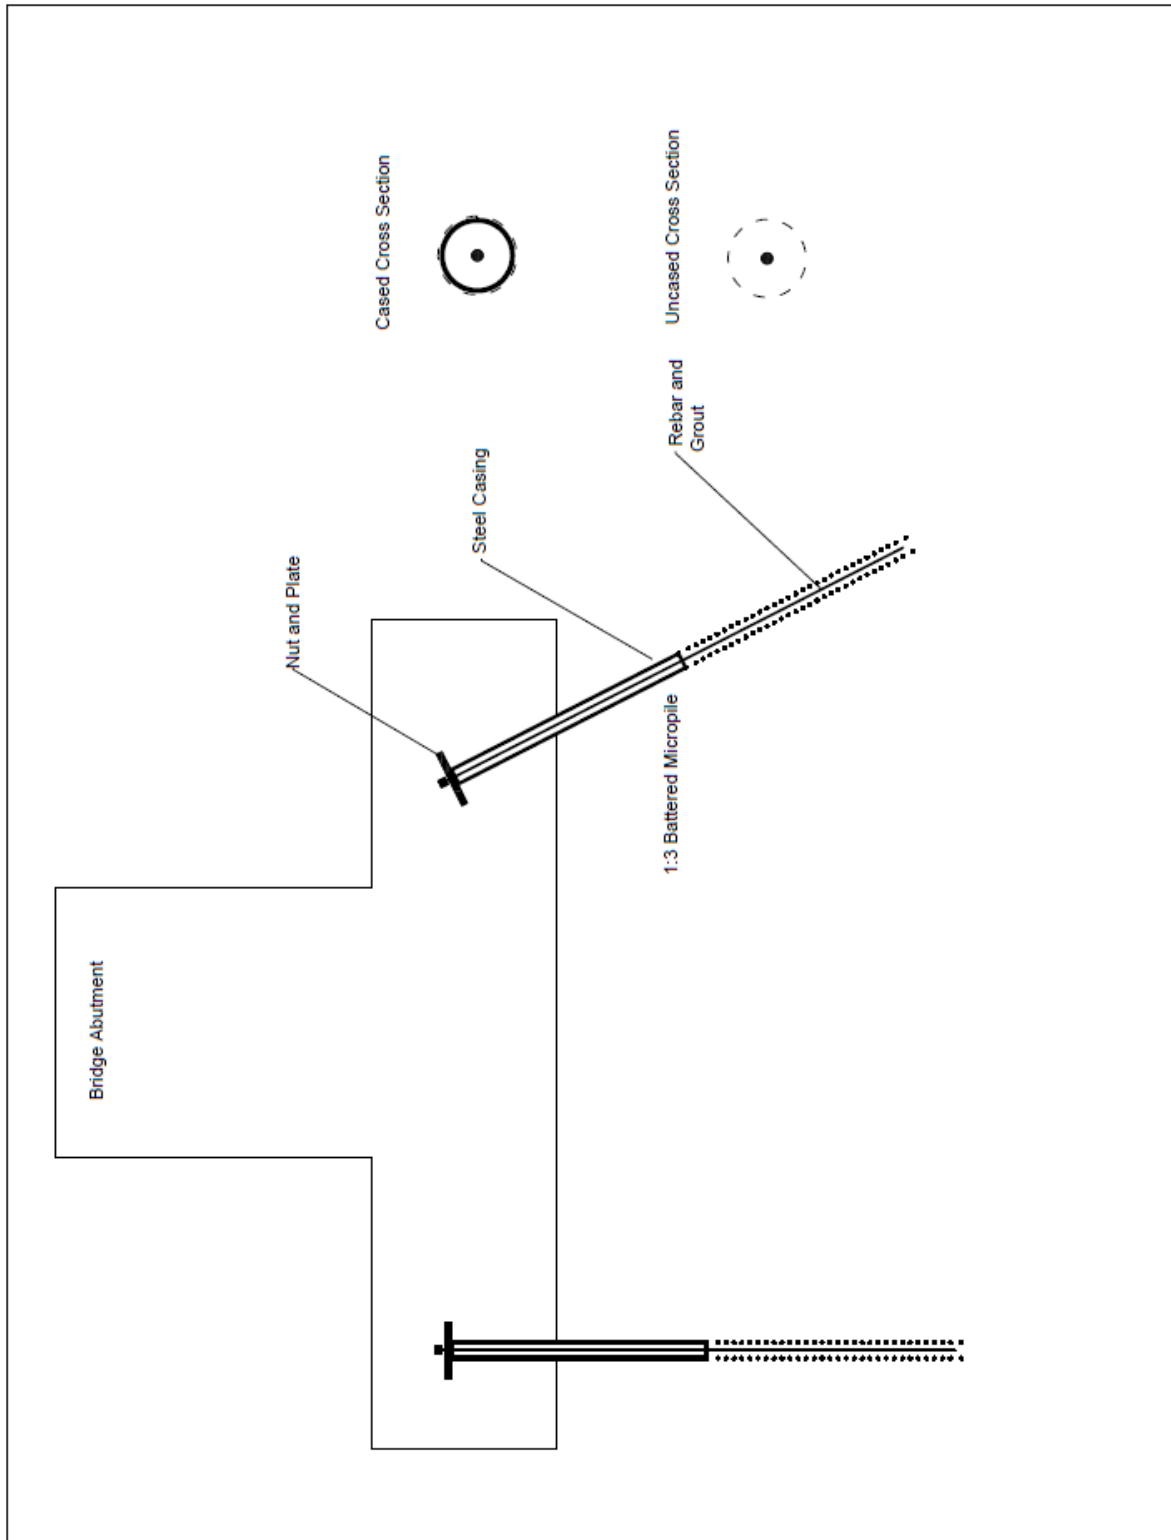 Bridge Abutment
Nut and Plate
Cased Cross Section
Steel Casing
1:3 Battered Micropile
Rebar and
Grout
Uncased Cross Section